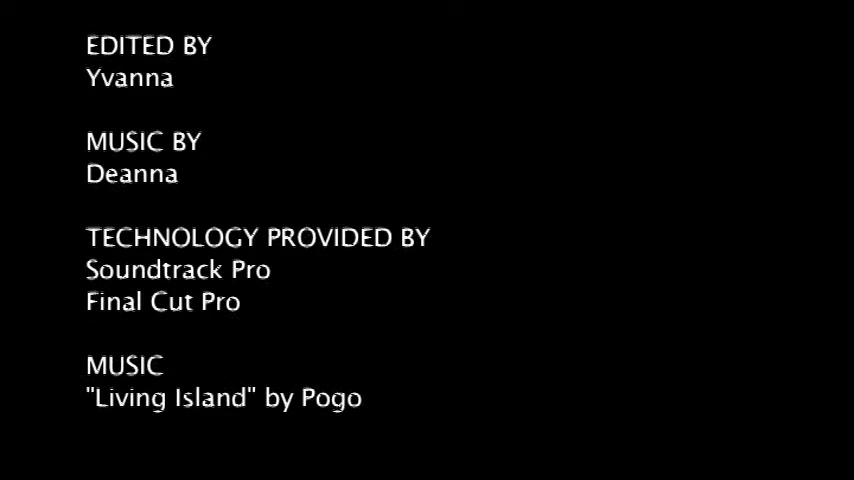 EDITED BY
Yvanna
MUSIC BY
Deanna
TECHNOLOGY PROVIDED BY
Soundtrack Pro
Final Cut Pro
MUSIC
"Living Island" by Pogo